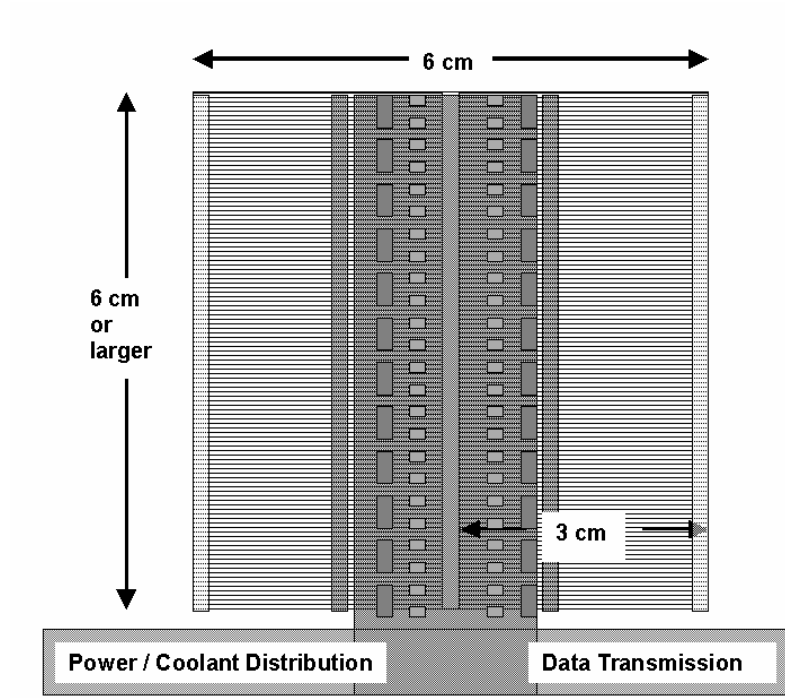 6 cm
6 cm
or
larger
3 cm
Power / Coolant Distribution
Data Transmission